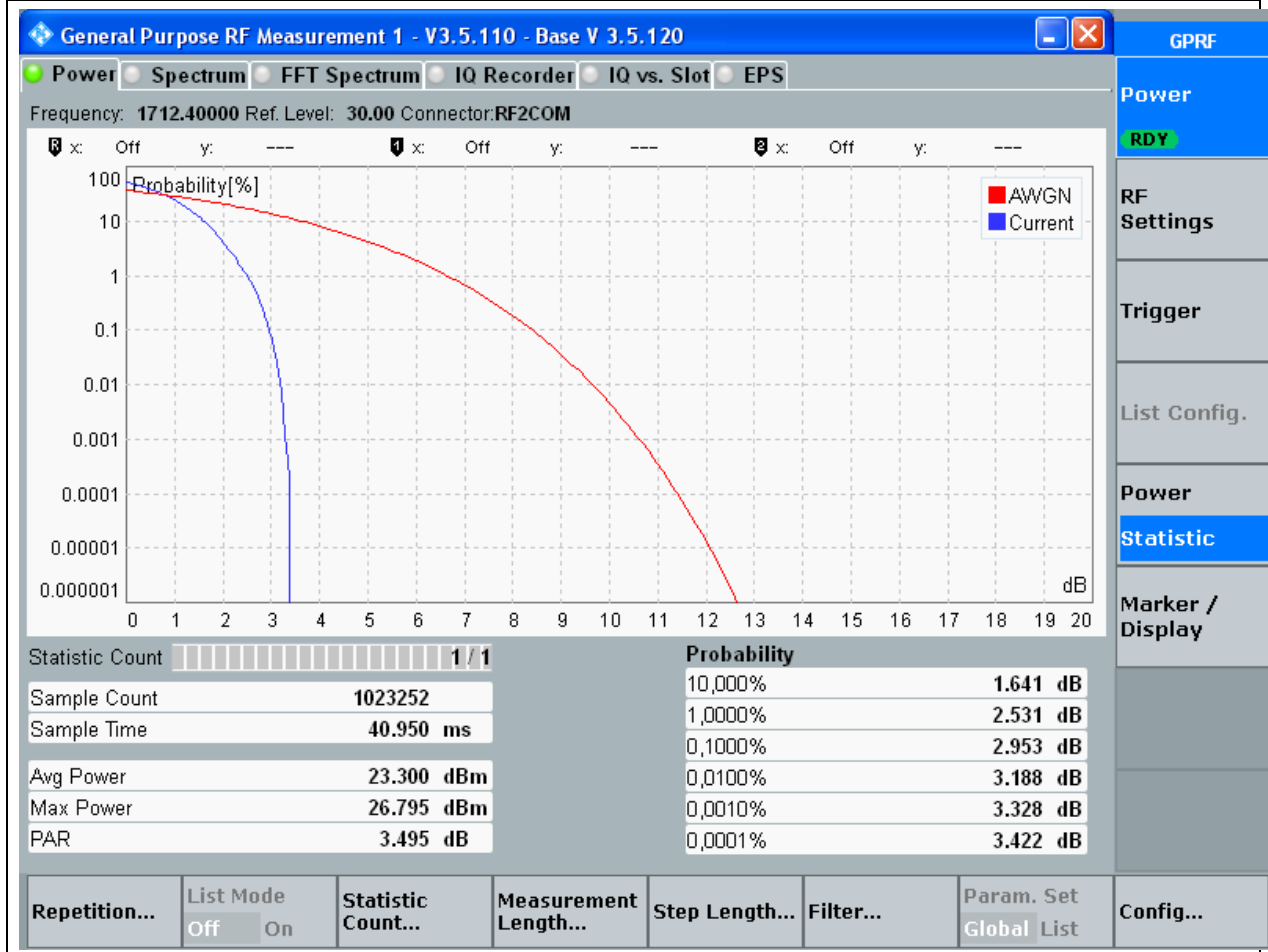 General Purpose RF Measurement 1 - V3.5.110 - Base V 3.5.120
GPRF
Power Spectrum FFT Spectrum IQ Recorder IQ vs. Slot EPS
Power
RDY
Frequency: 1712.40000 Ref. Level: 30.00 Connector:RF2COM
R x: Off y: --- 1 x: Off y: --- 2 x: Off y: ---
Probability[%]
AWGN
Current
100
10
1
0.1
0.01
0.001
0.0001
0.00001
0.000001
dB
0 1 2 3 4 5 6 7 8 9 10 11 12 13 14 15 16 17 18 19 20
RF
Settings
Trigger
List Config.
Power
Statistic
Marker /
Display
Statistic Count 1 / 1
Sample Count 1023252
Sample Time 40.950 ms
Avg Power 23.300 dBm
Max Power 26.795 dBm
PAR 3.495 dB
Probability
10,000% 1.641 dB
1,0000% 2.531 dB
0,1000% 2.953 dB
0,0100% 3.188 dB
0,0010% 3.328 dB
0,0001% 3.422 dB
Repetition...
List Mode
Off On
Statistic
Count...
Measurement
Length...
Step Length...
Filter...
Param. Set
Global List
Config...